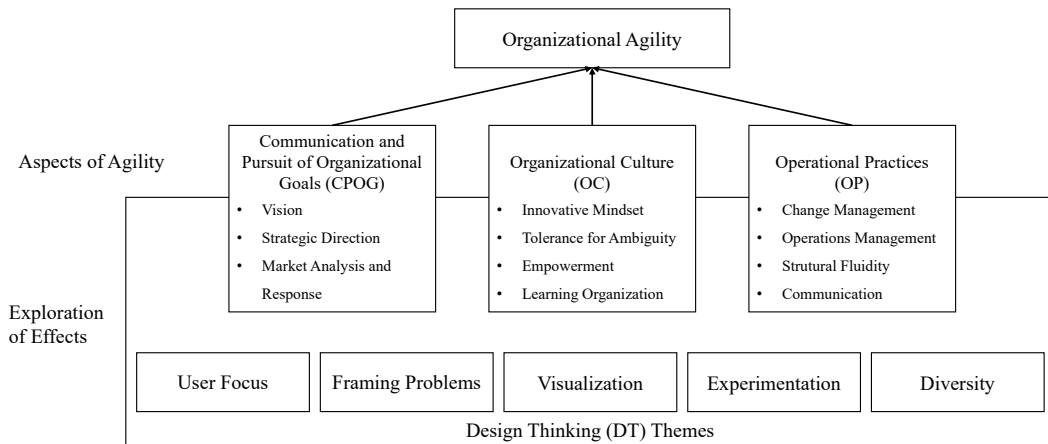 Organizational Agility
Aspects of Agility
Communication and
Pursuit of Organizational
Goals (CPOG)
• Vision
• Strategic Direction
• Market Analysis and
Response
Organizational Culture
(OC)
• Innovative Mindset
• Tolerance for Ambiguity
• Empowerment
• Learning Organization
Operational Practices
(OP)
• Change Management
• Operations Management
• Strutural Fluidity
• Communication
Exploration
of Effects
User Focus
Framing Problems
Visualization
Experimentation
Diversity
Design Thinking (DT) Themes